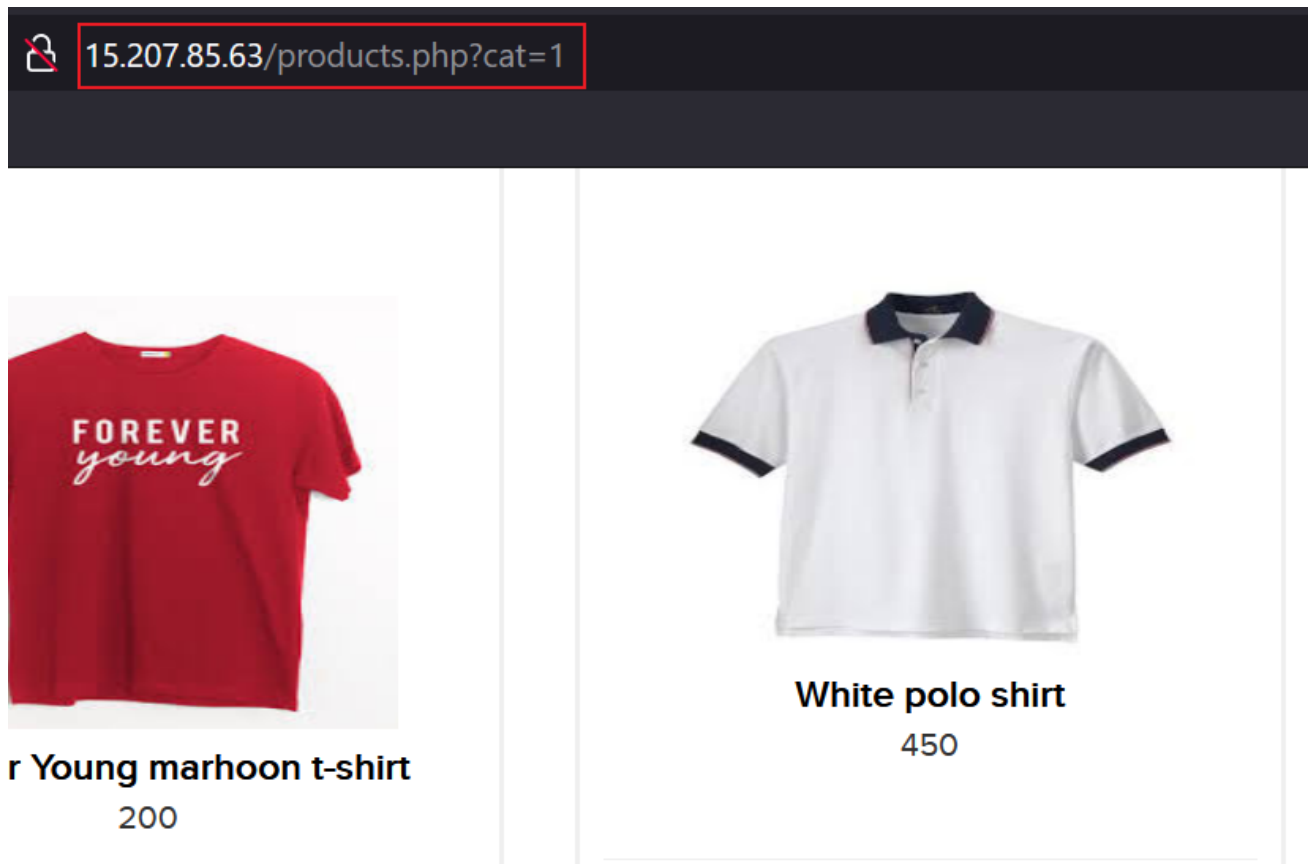 15.207.85.63/products.php?cat=1
FOREVER
young
r Young marhoon t-shirt
200
White polo shirt
450